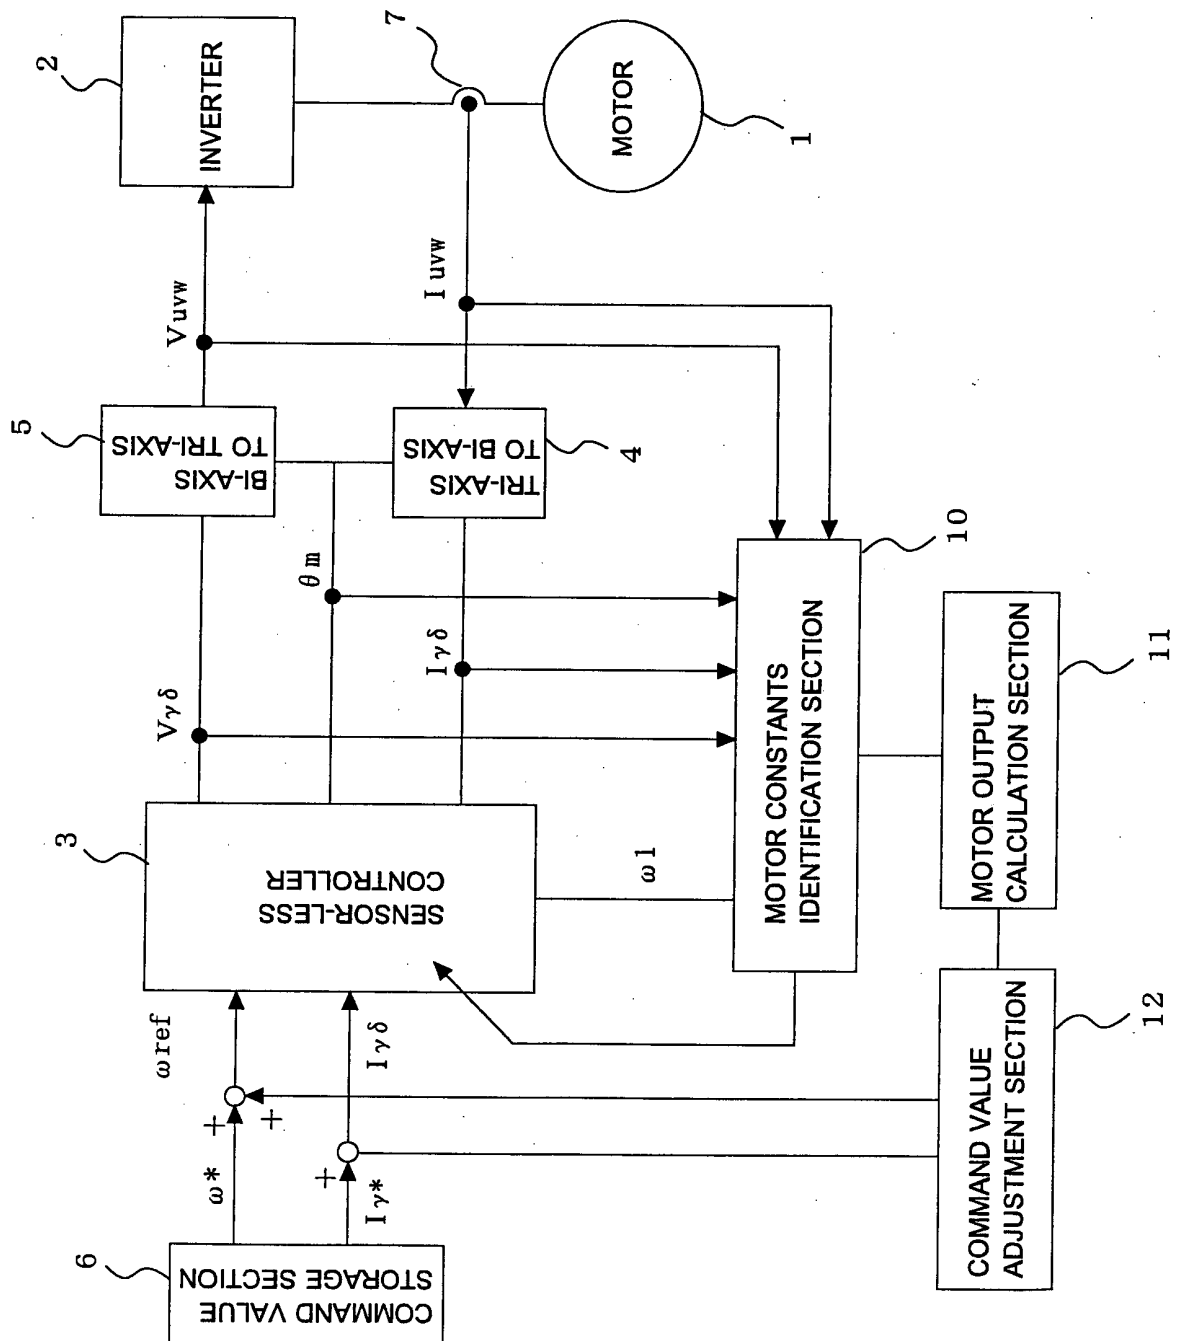 2
INVERTER
7
MOTOR
1
Vuvw
Iuvw
5
BI-AXIS
TO TRI-AXIS
TRI-AXIS
TO BI-AXIS
4
θm
Vγδ
Iγδ
10
MOTOR CONSTANTS
IDENTIFICATION SECTION
3
SENSOR-LESS
CONTROLLER
ω1
MOTOR OUTPUT
CALCULATION SECTION
11
ωref
Iγδ
+
+
+
ω*
Iγ*
6
COMMAND VALUE
STORAGE SECTION
COMMAND VALUE
ADJUSTMENT SECTION
12